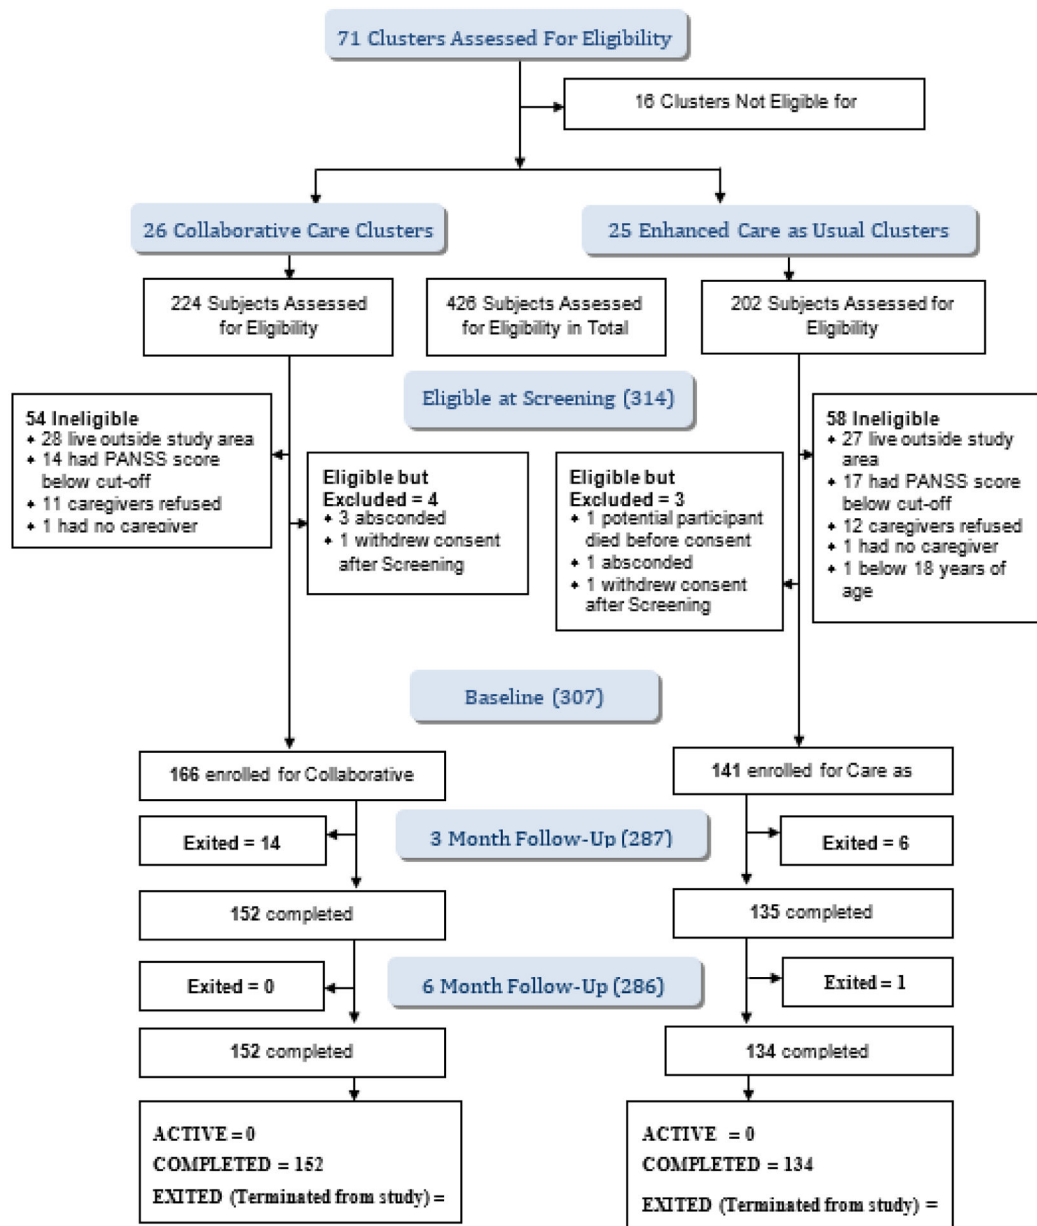 71 Clusters Assessed For Eligibility
16 Clusters Not Eligible for
26 Collaborative Care Clusters
25 Enhanced Care as Usual Clusters
224 Subjects Assessed
for Eligibility
426 Subjects Assessed
for Eligibility in Total
202 Subjects Assessed for
Eligibility
Eligible at Screening (314)
54 Ineligible
♦ 28 live outside study area
♦ 14 had PANSS score
below cut-off
♦ 11 caregivers refused
♦ 1 had no caregiver
Eligible but
Excluded = 4
♦ 3 absconded
♦ 1 withdrew consent
after Screening
Eligible but
Excluded = 3
♦ 1 potential participant
died before consent
♦ 1 absconded
♦ 1 withdrew consent
after Screening
58 Ineligible
♦ 27 live outside study
area
♦ 17 had PANSS score
below cut-off
♦ 12 caregivers refused
♦ 1 had no caregiver
♦ 1 below 18 years of
age
Baseline (307)
166 enrolled for Collaborative
141 enrolled for Care as
Exited = 14
3 Month Follow-Up (287)
Exited = 6
152 completed
135 completed
Exited = 0
6 Month Follow-Up (286)
Exited = 1
152 completed
134 completed
ACTIVE = 0
COMPLETED = 152
EXITED (Terminated from study) =
ACTIVE = 0
COMPLETED = 134
EXITED (Terminated from study) =